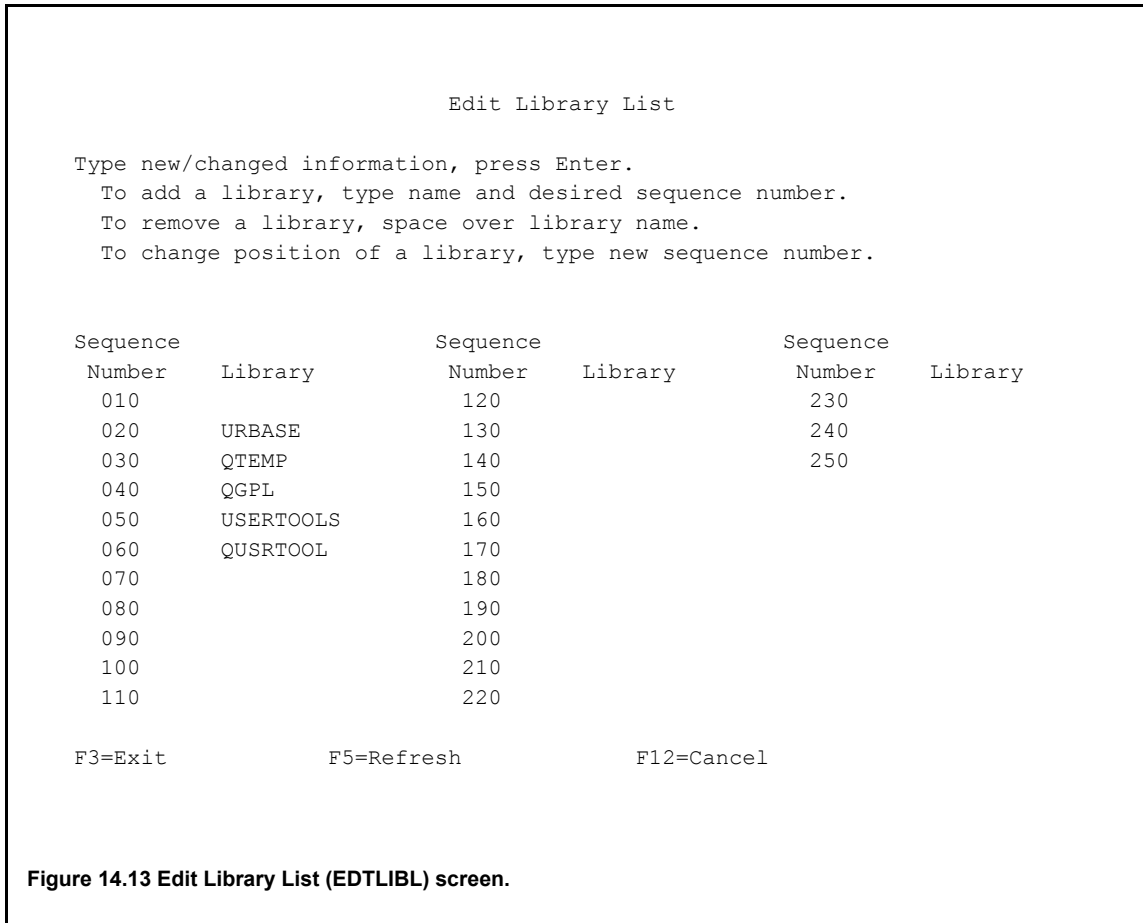 Edit Library List
Type new/changed information, press Enter.
To add a library, type name and desired sequence number.
To remove a library, space over library name.
To change position of a library, type new sequence number.
Sequence Sequence Sequence
Number Library Number Library Number Library
010 120 230
020 URBASE 130 240
030 QTEMP 140 250
040 QGPL 150
050 USERTOOLS 160
060 QUSRTOOL 170
070 180
080 190
090 200
100 210
110 220
F3=Exit F5=Refresh F12=Cancel
Figure 14.13 Edit Library List (EDTLIBL) screen.